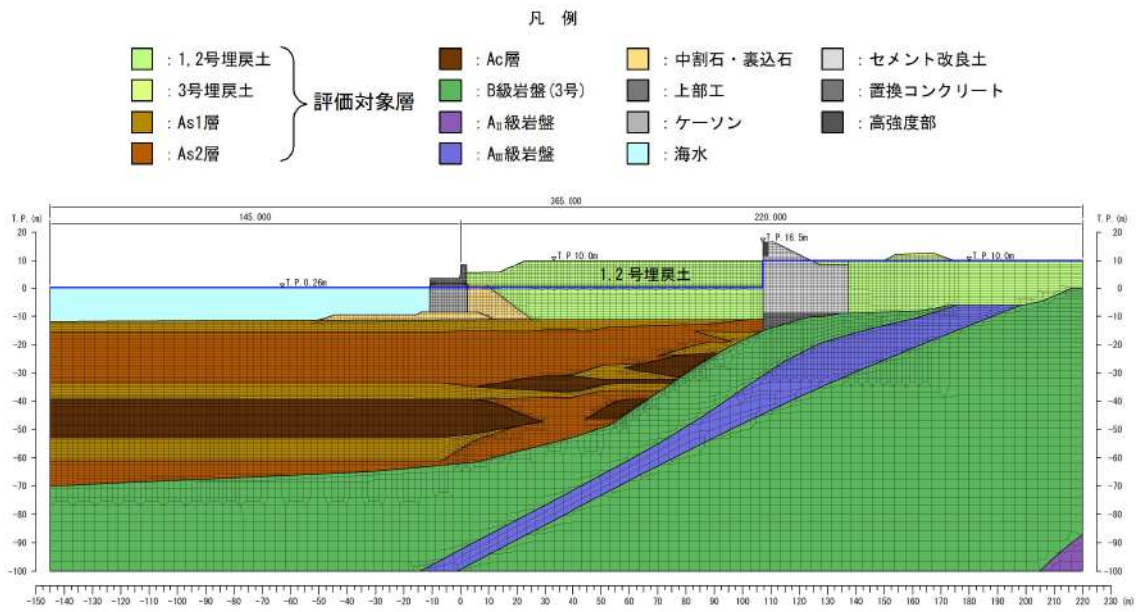 凡 例
: 1, 2号埋戻土
: 3号埋戻土
: As1層
: As2層
評価対象層
: Ac層
: B級岩盤(3号)
: AⅡ級岩盤
: AⅢ級岩盤
: 中割石・裏込石
: 上部工
: ケーソン
: 海水
: セメント改良土
: 置換コンクリート
: 高強度部
365.000
145.000 220.000
T.P.(m) T.P.(m)
T.P.0.26m
T.P.10.0m
T.P.16.5m
T.P.10.0m
1,2号埋戻土
20 20
10 10
0 0
-10 -10
-20 -20
-30 -30
-40 -40
-50 -50
-60 -60
-70 -70
-80 -80
-90 -90
-100 -100
-150 -140 -130 -120 -110 -100 -90 -80 -70 -60 -50 -40 -30 -20 -10 0 10 20 30 40 50 60 70 80 90 100 110 120 130 140 150 160 170 180 190 200 210 220 230 (m)